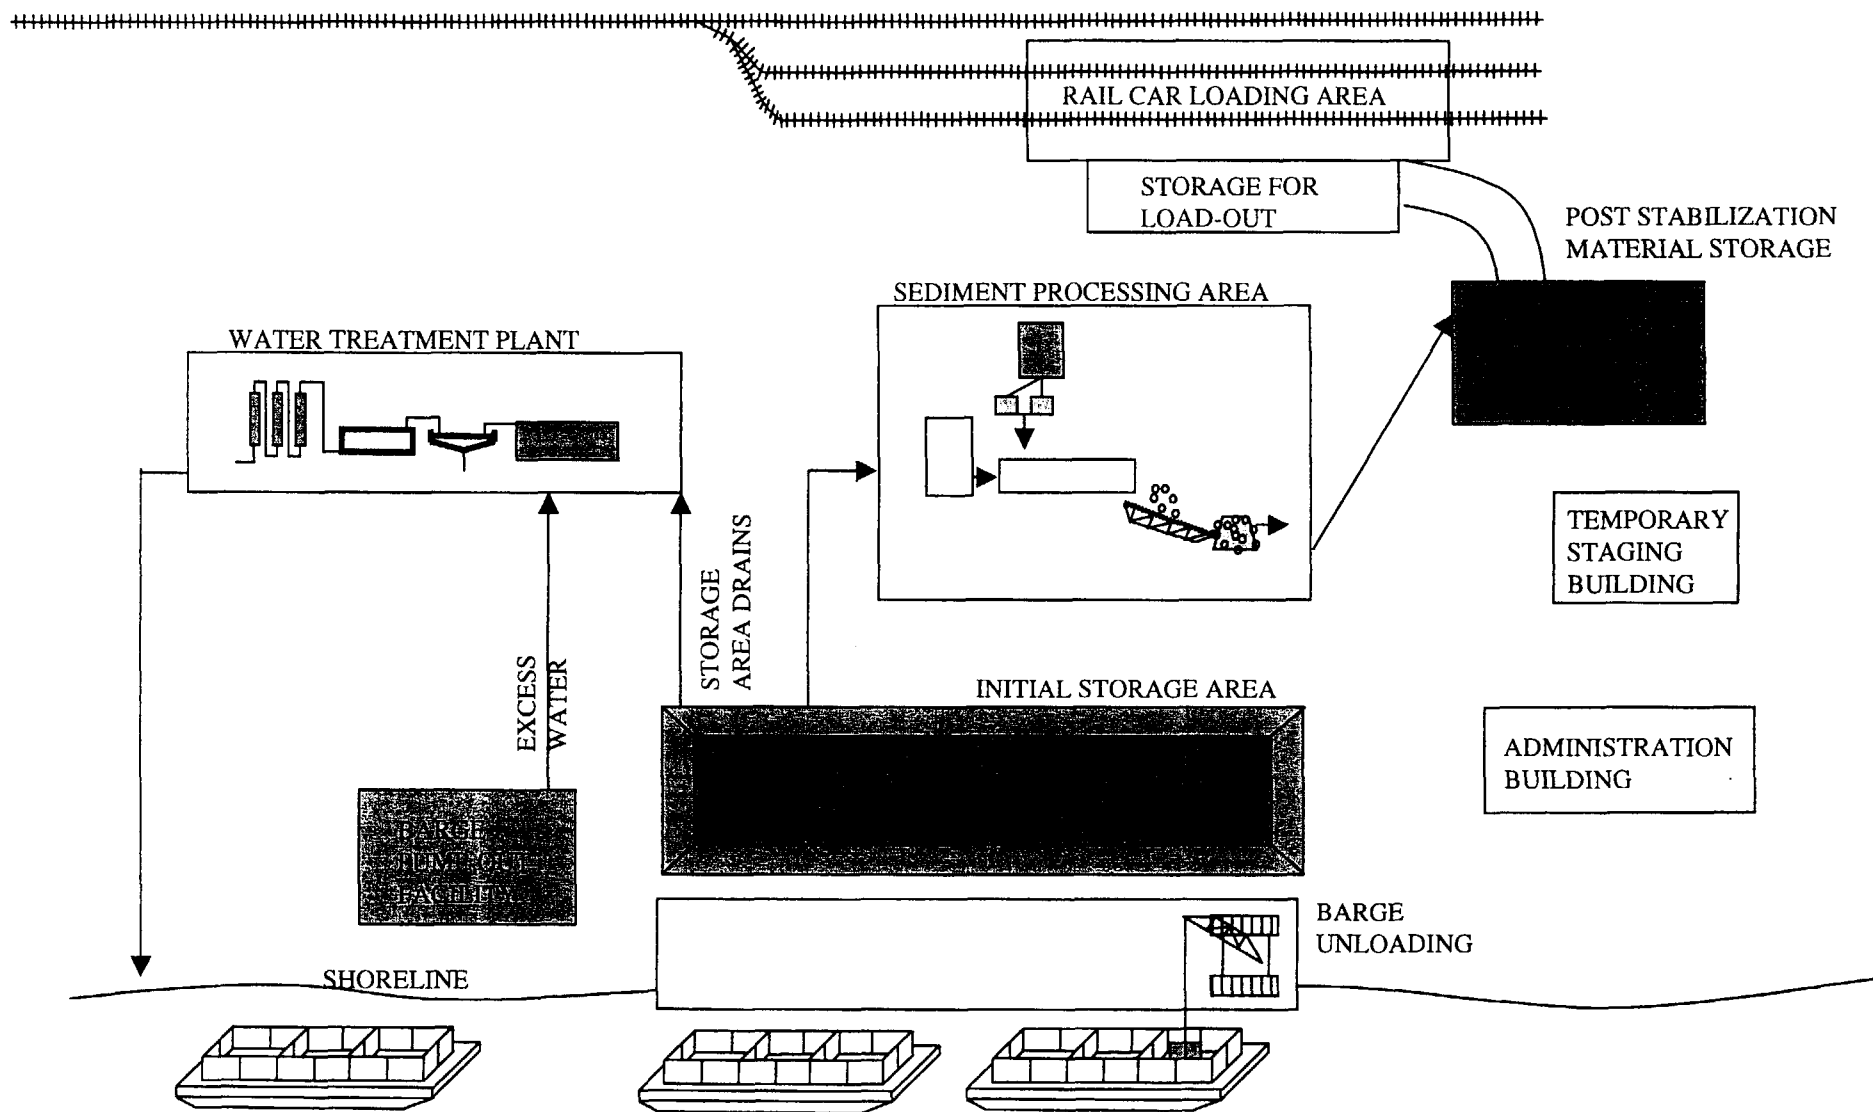 RAIL CAR LOADING AREA
STORAGE FOR
LOAD-OUT
POST STABILIZATION
MATERIAL STORAGE
SEDIMENT PROCESSING AREA
WATER TREATMENT PLANT
TEMPORARY
STAGING
BUILDING
STORAGE
AREA DRAINS
EXCESS
WATER
INITIAL STORAGE AREA
ADMINISTRATION
BUILDING
BARGE
PUMP-OUT
FACILITY
BARGE
UNLOADING
SHORELINE